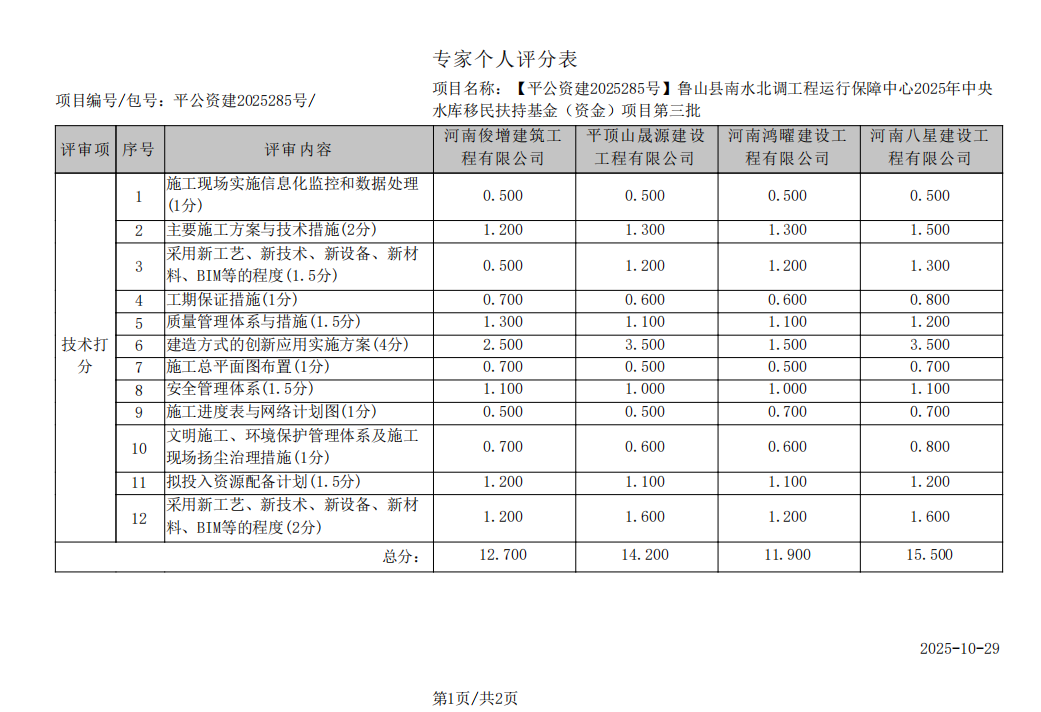 专家个人评分表
项目编号/包号：平公资建2025285号/
项目名称：【平公资建2025285号】鲁山县南水北调工程运行保障中心2025年中央
水库移民扶持基金（资金）项目第三批
评审项 序号 评审内容 河南俊增建筑工 平顶山晟源建设 河南鸿曜建设工 河南八星建设工
程有限公司 工程有限公司 程有限公司 程有限公司
施工现场实施信息化监控和数据处理
1 (1分) 0.500 0.500 0.500 0.500
2 主要施工方案与技术措施(2分) 1.200 1.300 1.300 1.500
采用新工艺、新技术、新设备、新材
3 料、BIM等的程度(1.5分) 0.500 1.200 1.200 1.300
4 工期保证措施(1分) 0.700 0.600 0.600 0.800
5 质量管理体系与措施(1.5分) 1.300 1.100 1.100 1.200
技术打
分
6 建造方式的创新应用实施方案(4分) 2.500 3.500 1.500 3.500
7 施工总平面图布置(1分) 0.700 0.500 0.500 0.700
8 安全管理体系(1.5分) 1.100 1.000 1.000 1.100
9 施工进度表与网络计划图(1分) 0.500 0.500 0.700 0.700
文明施工、环境保护管理体系及施工
10 现场扬尘治理措施(1分) 0.700 0.600 0.600 0.800
11 拟投入资源配备计划(1.5分) 1.200 1.100 1.100 1.200
采用新工艺、新技术、新设备、新材
12 料、BIM等的程度(2分) 1.200 1.600 1.200 1.600
总分： 12.700 14.200 11.900 15.500
2025-10-29
第1页/共2页